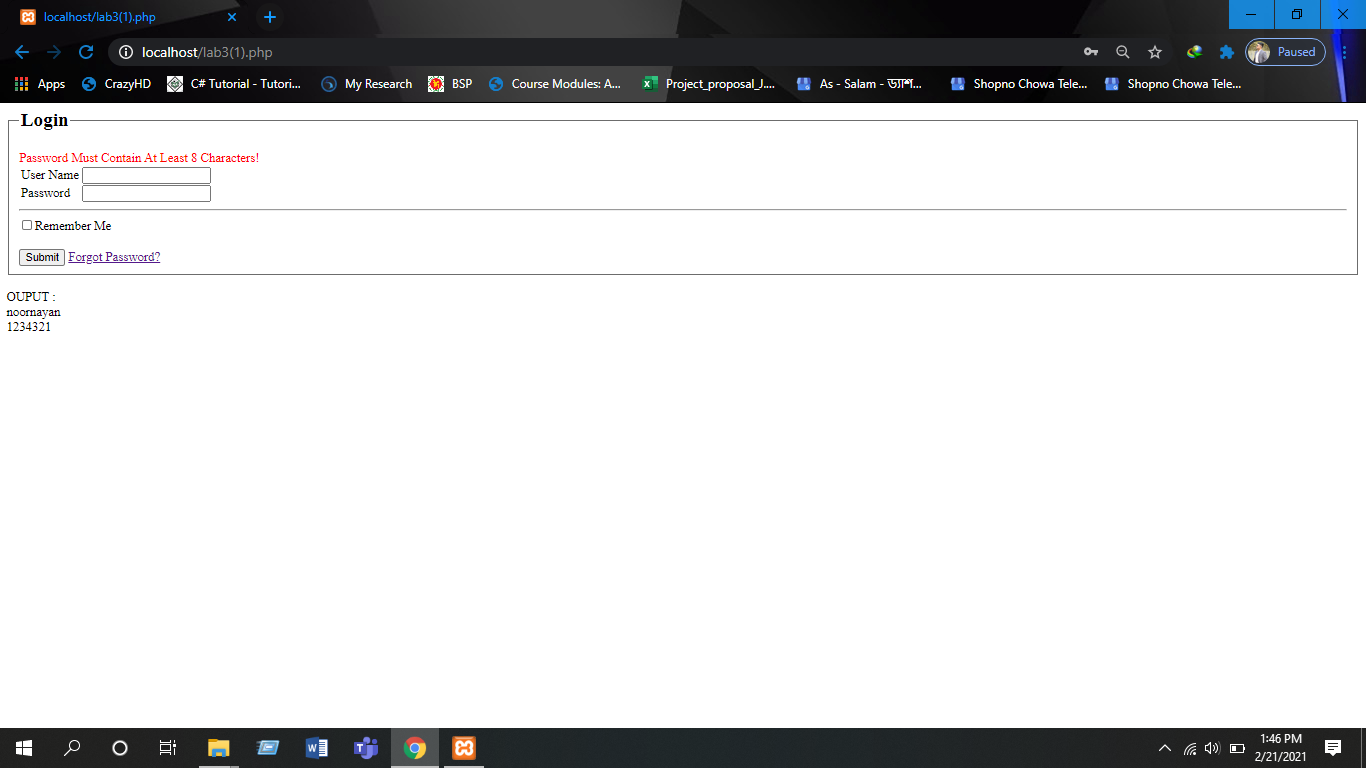 localhost/lab3(1).php
localhost/lab3(1).php
Paused
Apps
CrazyHD
C# Tutorial - Tutori...
My Research
BSP
Course Modules: A...
Project_proposal_J....
As - Salam - ড্যাশ...
Shopno Chowa Tele...
Shopno Chowa Tele...
Login
Password Must Contain At Least 8 Characters!
User Name
Password
Remember Me
Submit Forgot Password?
OUPUT :
noornayan
1234321
1:46 PM
2/21/2021